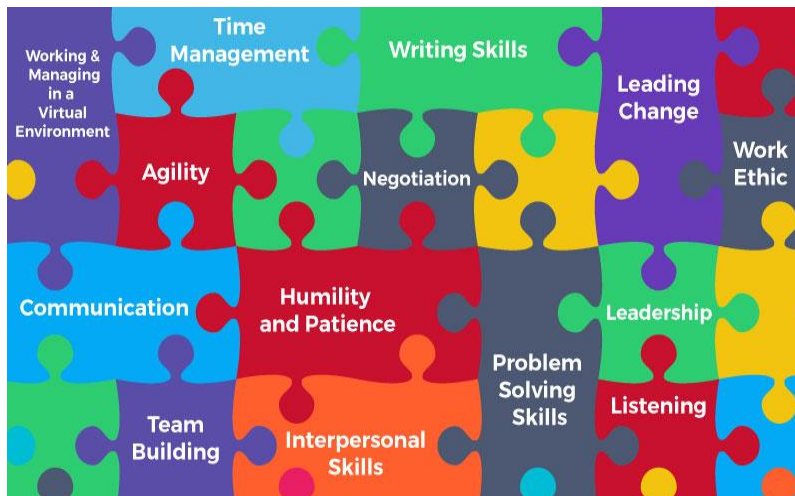 Working &
Managing
in a
Virtual
Environment
Time
Management
Writing Skills
Leading
Change
Agility
Negotiation
Work
Ethic
Communication
Humility
and Patience
Leadership
Problem
Solving
Skills
Team
Building
Interpersonal
Skills
Listening